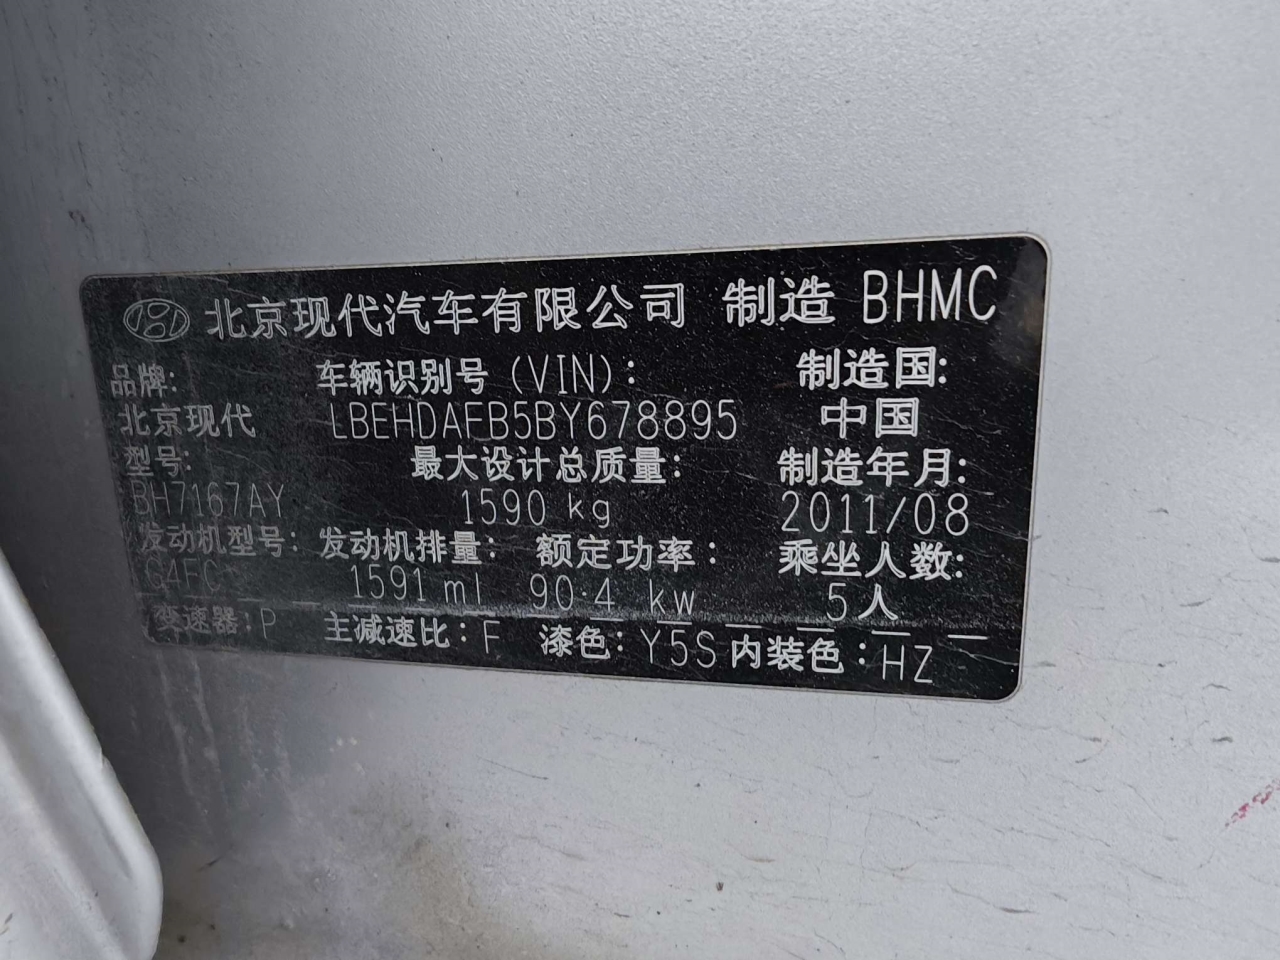 北京现代汽车有限公司 制造 BHMC
品牌: 车辆识别号 (VIN): 制造国:
北京现代 LBEHDAFB5BY678895 中国
型号: 最大设计总质量: 制造年月:
BH7167AY 1590 kg 2011/08
发动机型号: 发动机排量: 额定功率: 乘坐人数:
G4FC 1591 ml 90.4 kw 5人
变速器: P 主减速比: F 漆色: Y5S 内装色: HZ